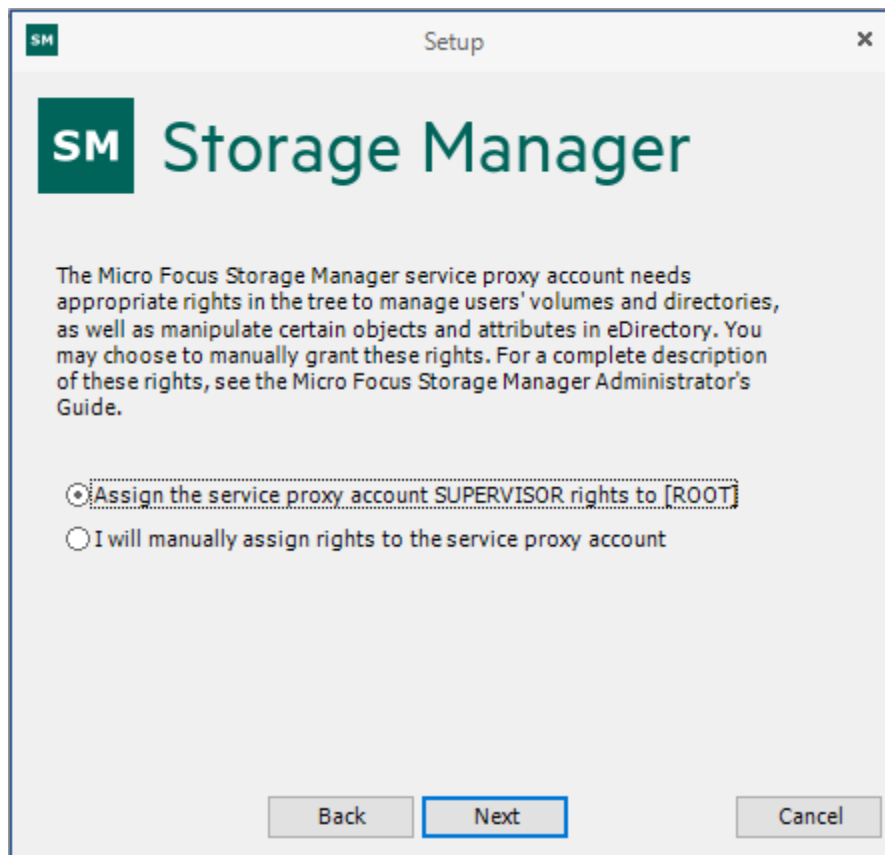 SM
Setup
SM Storage Manager
The Micro Focus Storage Manager service proxy account needs
appropriate rights in the tree to manage users' volumes and directories,
as well as manipulate certain objects and attributes in eDirectory. You
may choose to manually grant these rights. For a complete description
of these rights, see the Micro Focus Storage Manager Administrator's
Guide.
Assign the service proxy account SUPERVISOR rights to [ROOT]
I will manually assign rights to the service proxy account
Back Next Cancel